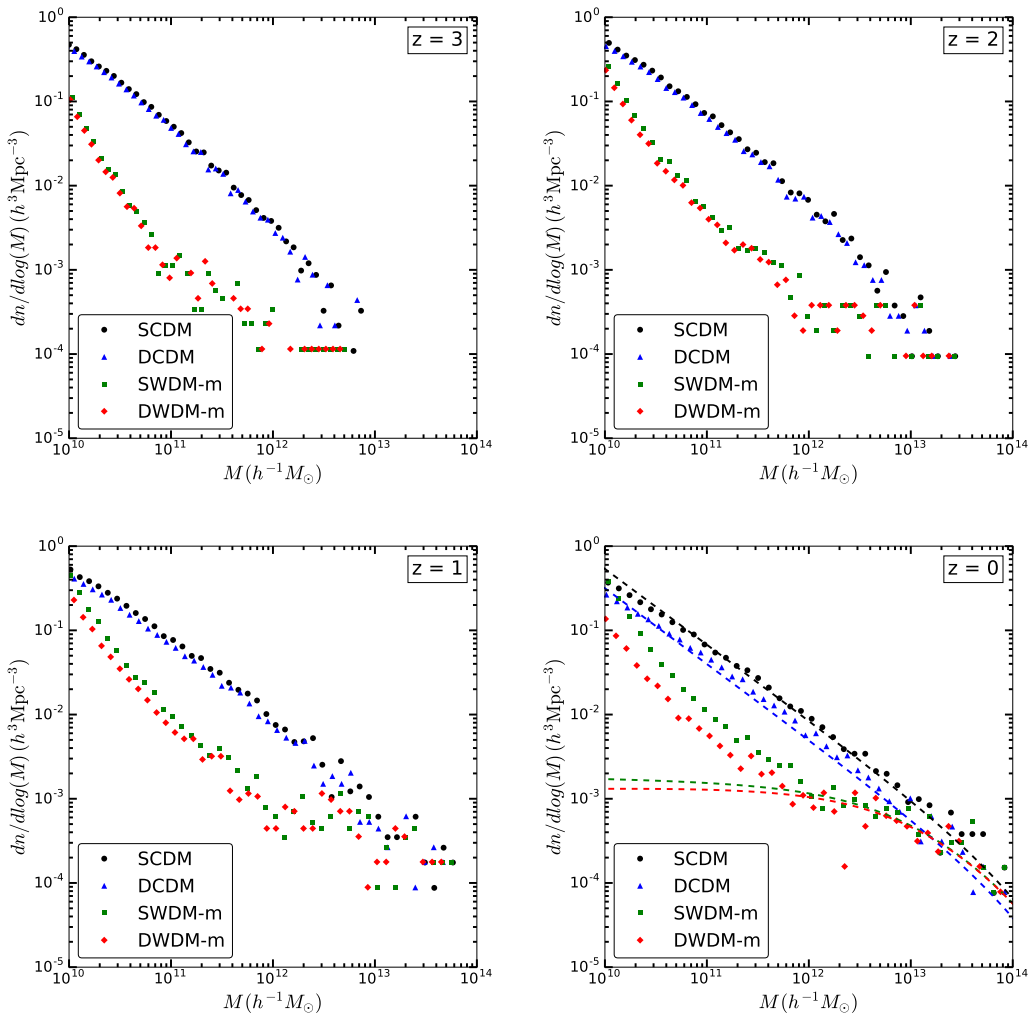 10⁰
10⁻¹
10⁻²
10⁻³
10⁻⁴
10⁻⁵
dn/dlog(M) (h³Mpc⁻³)
z = 3
SCDM
DCDM
SWDM-m
DWDM-m
10¹⁰ 10¹¹ 10¹² 10¹³ 10¹⁴
M(h⁻¹M☉)
10⁰
10⁻¹
10⁻²
10⁻³
10⁻⁴
10⁻⁵
dn/dlog(M) (h³Mpc⁻³)
z = 2
SCDM
DCDM
SWDM-m
DWDM-m
10¹⁰ 10¹¹ 10¹² 10¹³ 10¹⁴
M(h⁻¹M☉)
10⁰
10⁻¹
10⁻²
10⁻³
10⁻⁴
10⁻⁵
dn/dlog(M) (h³Mpc⁻³)
z = 1
SCDM
DCDM
SWDM-m
DWDM-m
10¹⁰ 10¹¹ 10¹² 10¹³ 10¹⁴
M(h⁻¹M☉)
10⁰
10⁻¹
10⁻²
10⁻³
10⁻⁴
10⁻⁵
dn/dlog(M) (h³Mpc⁻³)
z = 0
SCDM
DCDM
SWDM-m
DWDM-m
10¹⁰ 10¹¹ 10¹² 10¹³ 10¹⁴
M(h⁻¹M☉)